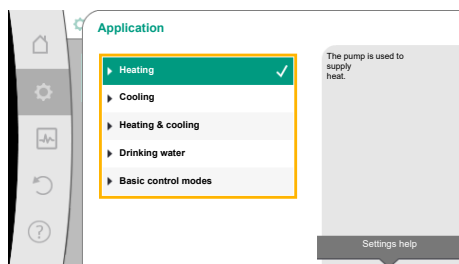 Application
Heating
Cooling
Heating & cooling
Drinking water
Basic control modes
The pump is used to
supply
heat.
Settings help
?